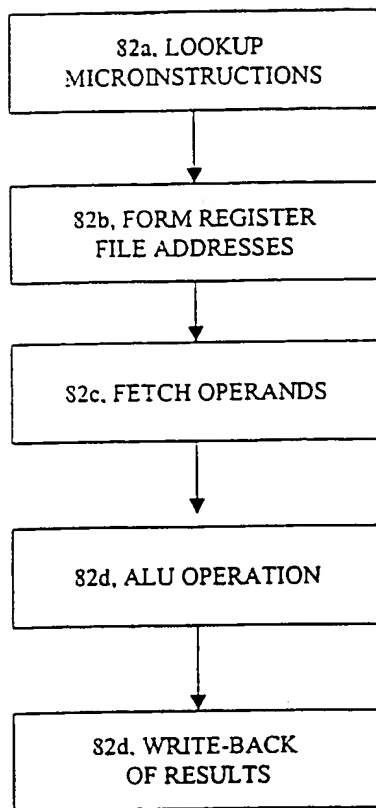 82a. LOOKUP
MICROINSTRUCTIONS
82b, FORM REGISTER
FILE ADDRESSES
82c. FETCH OPERANDS
82d, ALU OPERATION
82d. WRITE-BACK
OF RESULTS